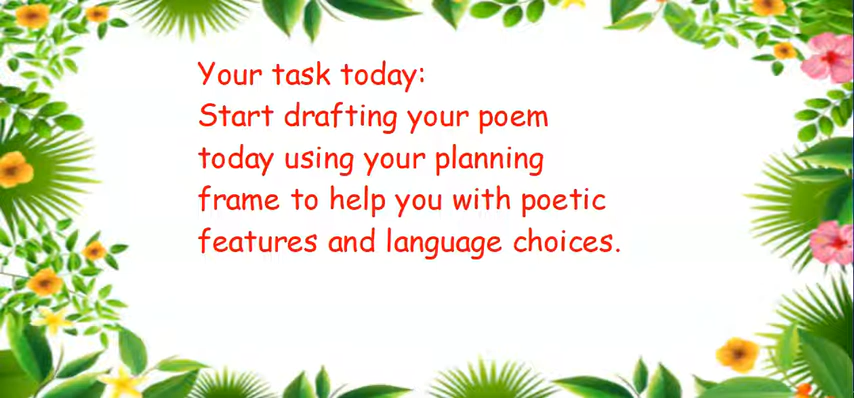 Your task today:
Start drafting your poem
today using your planning
frame to help you with poetic
features and language choices.